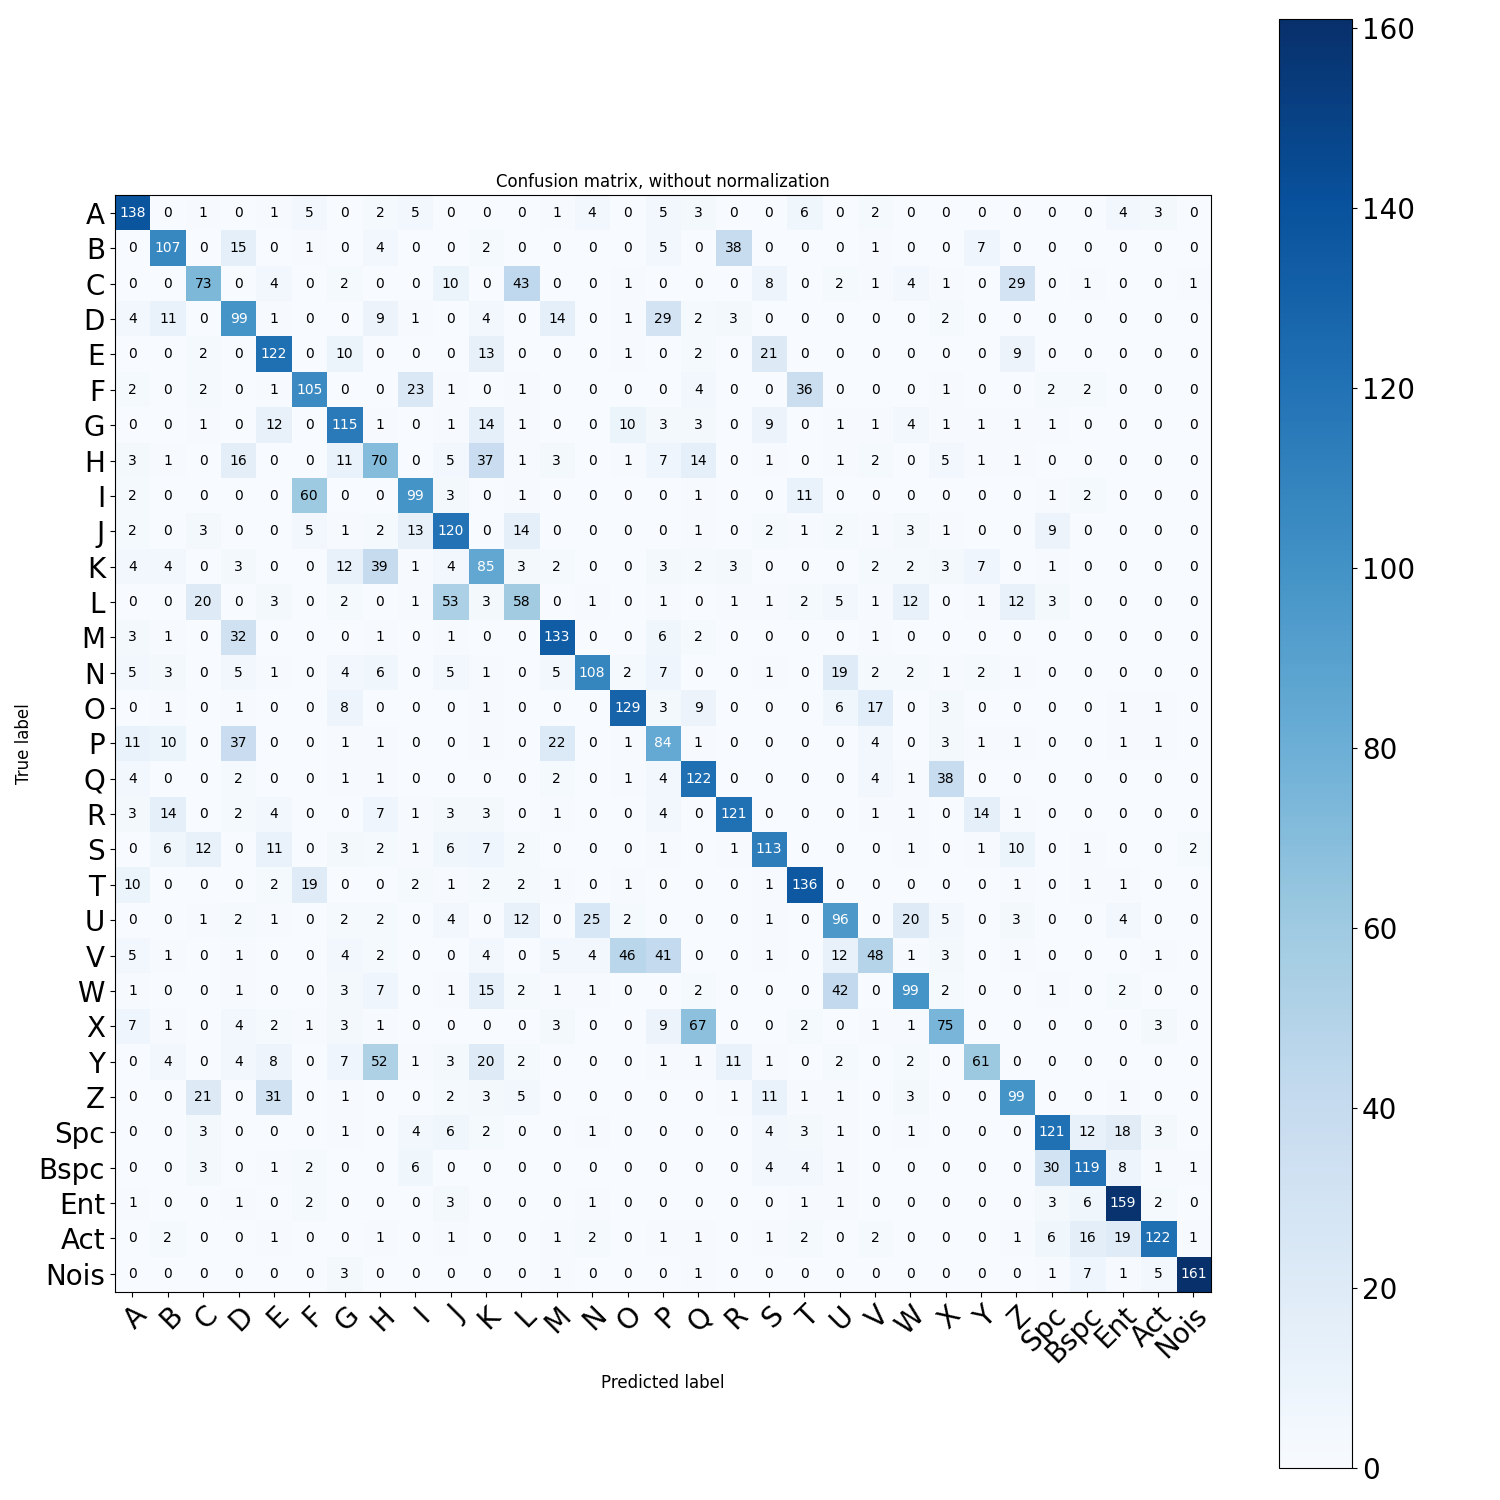 Confusion matrix, without normalization
A 138 0 1 0 1 5 0 2 5 0 0 0 1 4 0 5 3 0 0 6 0 2 0 0 0 0 0 0 4 3 0
B 0 107 0 15 0 1 0 4 0 0 2 0 0 0 0 5 0 38 0 0 0 1 0 0 7 0 0 0 0 0 0
C 0 0 73 0 4 0 2 0 0 10 0 43 0 0 1 0 0 0 8 0 2 1 4 1 0 29 0 1 0 0 1
D 4 11 0 99 1 0 0 9 1 0 4 0 14 0 1 29 2 3 0 0 0 0 0 2 0 0 0 0 0 0 0
E 0 0 2 0 122 0 10 0 0 0 13 0 0 0 1 0 2 0 21 0 0 0 0 0 0 9 0 0 0 0 0
F 2 0 2 0 1 105 0 0 23 1 0 1 0 0 0 0 4 0 0 36 0 0 0 1 0 0 2 2 0 0 0
G 0 0 1 0 12 0 115 1 0 1 14 0 0 0 10 3 3 0 9 0 1 1 4 1 1 1 1 0 0 0 0
H 3 1 0 16 0 0 11 70 0 5 37 1 3 0 1 7 14 0 1 0 1 2 0 5 1 1 0 0 0 0 0
I 2 0 0 0 0 60 0 0 99 3 0 1 0 0 0 0 1 0 0 11 0 0 0 0 0 0 1 2 0 0 0
J 2 0 3 0 0 5 1 2 13 120 0 14 0 0 0 0 1 0 2 1 2 1 3 1 0 0 9 0 0 0 0
K 4 4 0 3 0 0 12 39 1 4 85 3 2 0 0 3 2 3 0 0 0 2 2 3 7 0 1 0 0 0 0
L 0 0 20 0 3 0 2 0 1 53 3 58 0 1 0 1 0 1 1 2 5 1 12 0 1 12 3 0 0 0 0
M 3 1 0 32 0 0 0 1 0 1 0 0 133 0 0 6 2 0 0 0 0 1 0 0 0 0 0 0 0 0 0
N 5 3 0 5 1 0 4 6 0 5 1 0 5 108 2 7 0 0 1 0 19 2 2 1 2 1 0 0 0 0 0
O 0 1 0 1 0 0 8 0 0 0 1 0 0 0 129 3 9 0 0 0 6 17 0 3 0 0 0 0 1 1 0
P 11 10 0 37 0 0 1 1 0 0 1 0 22 0 1 84 1 0 0 0 0 4 0 3 1 1 0 0 1 1 0
Q 4 0 0 2 0 0 1 1 0 0 0 0 2 0 1 4 122 0 0 0 0 4 1 38 0 0 0 0 0 0 0
R 3 14 0 2 4 0 0 7 1 3 3 0 1 0 0 4 0 121 0 0 0 1 1 0 14 1 0 0 0 0 0
S 0 6 12 0 11 0 3 2 1 6 7 2 0 0 0 1 0 1 113 0 0 0 1 0 1 10 0 1 0 0 2
T 10 0 0 0 2 19 0 0 2 1 2 2 1 0 1 0 0 0 1 136 0 0 0 0 0 1 0 1 1 0 0
U 0 0 1 2 1 0 2 2 0 4 0 12 0 25 2 0 0 0 1 0 96 0 20 5 0 3 0 0 4 0 0
V 5 1 0 1 0 0 4 2 0 0 4 0 5 4 46 41 0 0 1 0 12 48 1 3 0 1 0 0 0 1 0
W 1 0 0 1 0 0 3 7 0 1 15 2 1 1 0 0 2 0 0 0 42 0 99 2 0 0 1 0 2 0 0
X 7 1 0 4 2 1 3 1 0 0 0 0 3 0 0 9 67 0 0 2 0 1 1 75 0 0 0 0 0 3 0
Y 0 4 0 4 8 0 7 52 1 3 20 2 0 0 0 1 1 11 1 0 2 0 2 0 61 0 0 0 0 0 0
Z 0 0 21 0 31 0 1 0 0 2 3 5 0 0 0 0 0 1 11 1 1 0 3 0 0 99 0 0 1 0 0
Spc 0 0 3 0 0 0 1 0 4 6 2 0 0 1 0 0 0 0 4 3 1 0 1 0 0 0 121 12 18 3 0
Bspc 0 0 3 0 1 2 0 0 6 0 0 0 0 0 0 0 0 0 4 4 1 0 0 0 0 0 30 119 8 1 1
Ent 1 0 0 1 0 2 0 0 0 3 0 0 0 1 0 0 0 0 0 1 1 0 0 0 0 0 3 6 159 2 0
Act 0 2 0 0 1 0 0 1 0 1 0 0 1 2 0 1 1 0 1 2 0 2 0 0 0 1 6 16 19 122 1
Nois 0 0 0 0 0 0 3 0 0 0 0 0 1 0 0 0 1 0 0 0 0 0 0 0 0 0 1 7 1 5 161
A B C D E F G H I J K L M N O P Q R S T U V W X Y Z Spc Bspc Ent Act Nois
True label
Predicted label
160
140
120
100
80
60
40
20
0